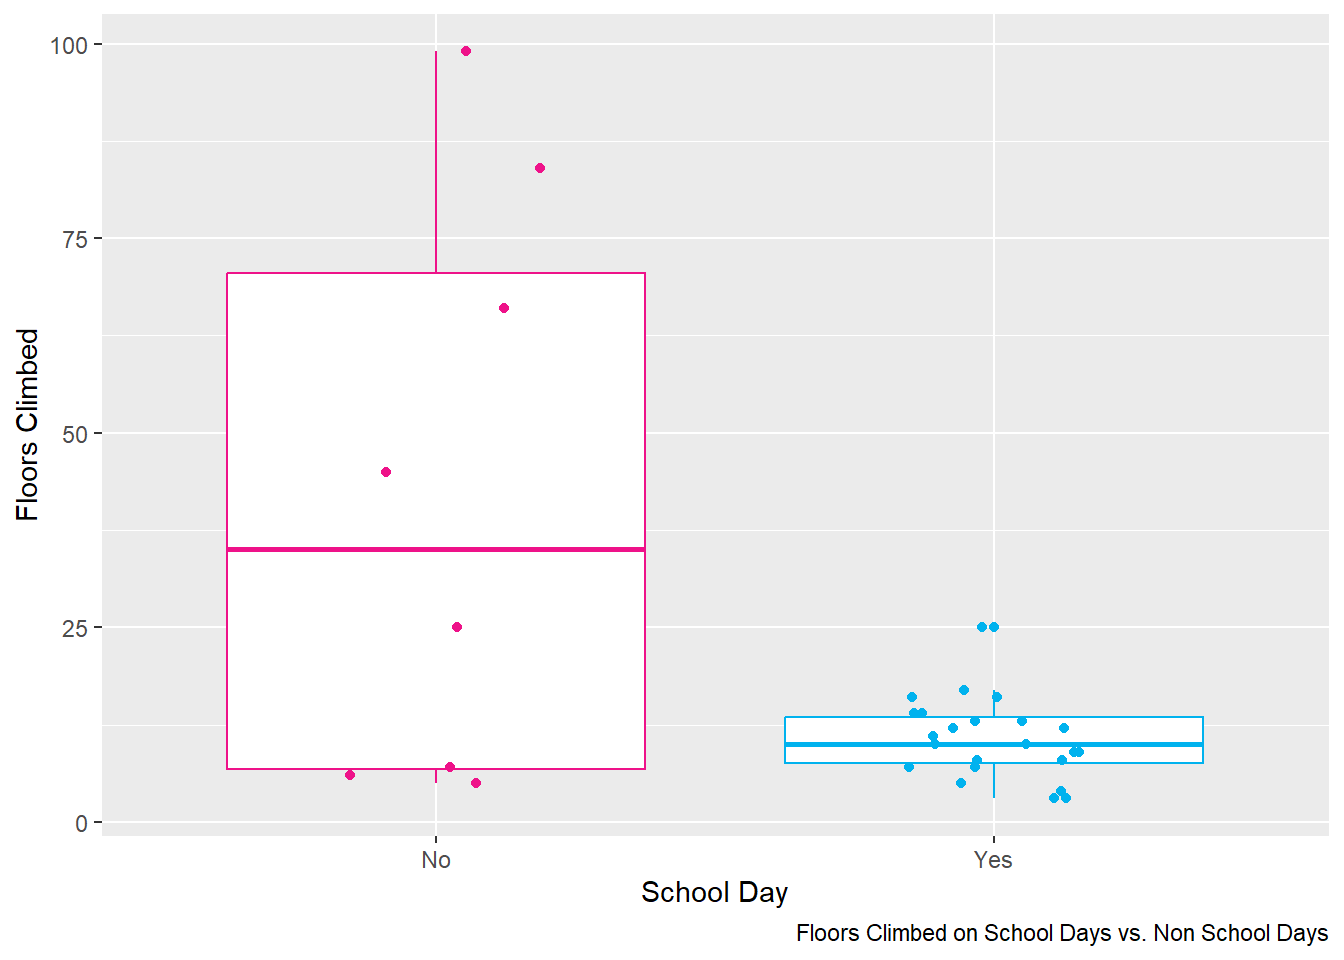 100
75
50
25
0
Floors Climbed
No
Yes
School Day
Floors Climbed on School Days vs. Non School Days